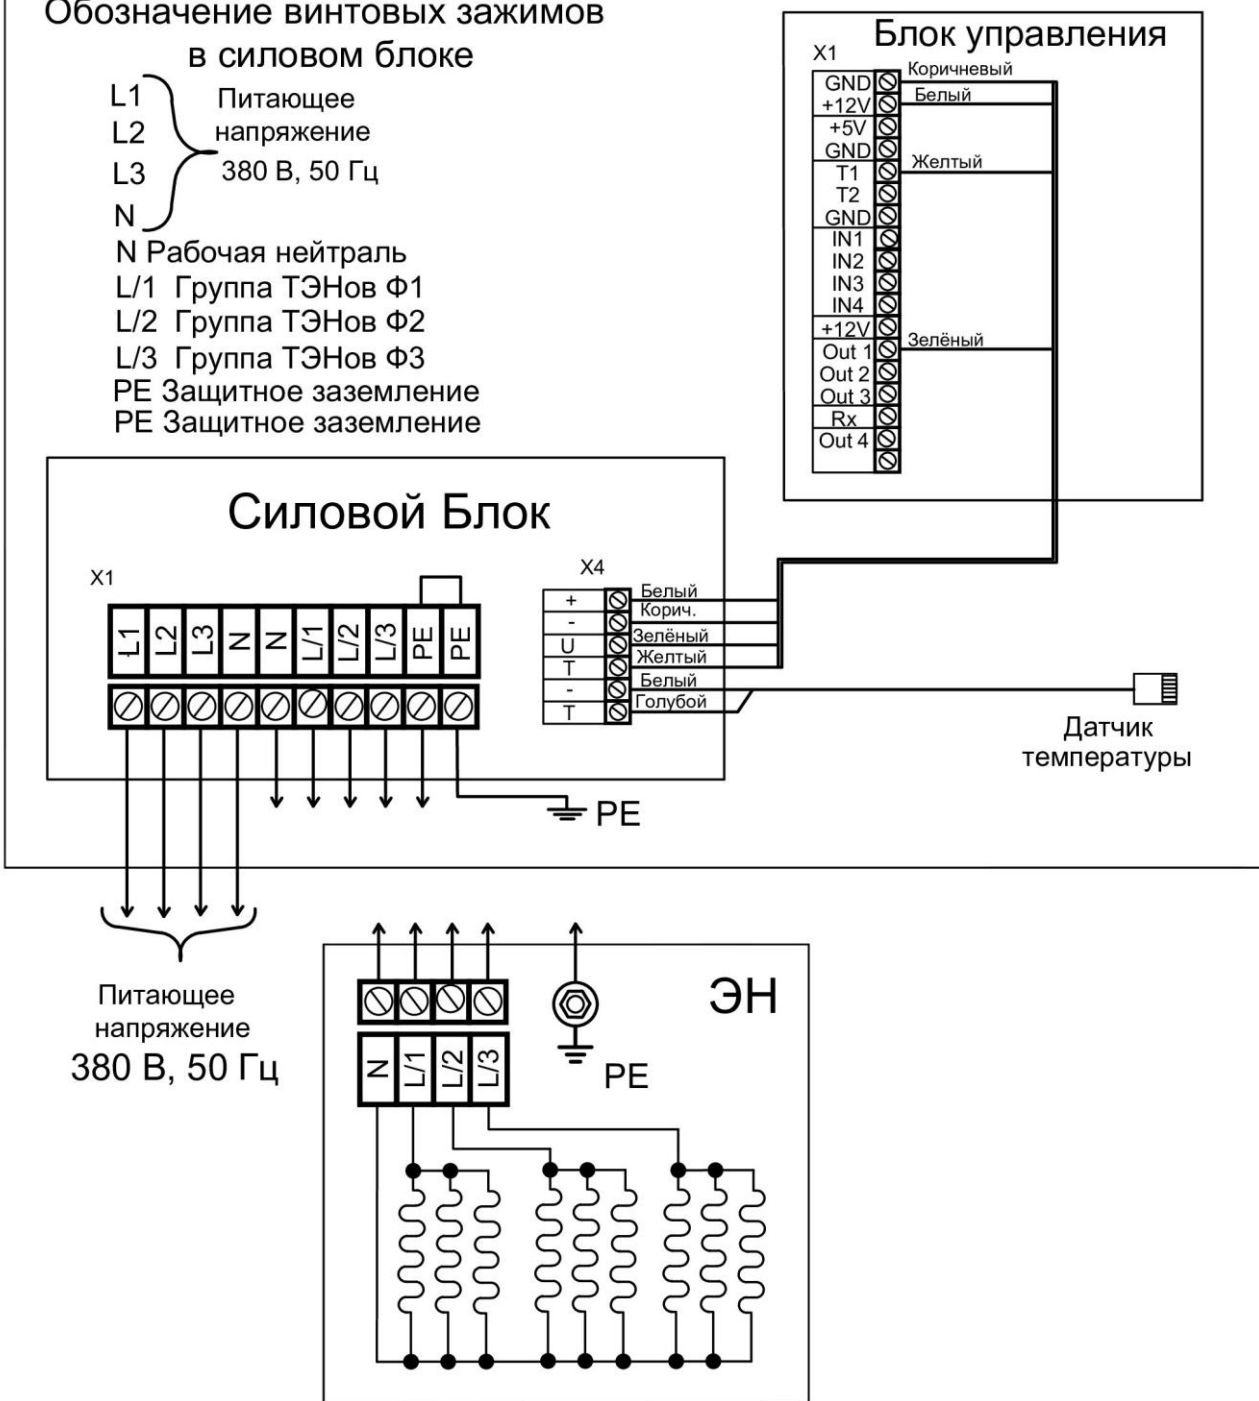 Обозначение винтовых зажимов
в силовом блоке
L1
L2
L3
N
Питающее
напряжение
380 В, 50 Гц
N Рабочая нейтраль
L/1 Группа ТЭНов Ф1
L/2 Группа ТЭНов Ф2
L/3 Группа ТЭНов Ф3
PE Защитное заземление
PE Защитное заземление
Блок управления
X1
GND
+12V
+5V
GND
T1
T2
GND
IN1
IN2
IN3
IN4
+12V
Out 1
Out 2
Out 3
Rx
Out 4
Коричневый
Белый
Желтый
Зелёный
Силовой Блок
X1
L1
L2
L3
N
N
L/1
L/2
L/3
PE
PE
X4
+
-
U
T
-
T
Белый
Корич.
Зелёный
Желтый
Белый
Голубой
Датчик
температуры
PE
Питающее
напряжение
380 В, 50 Гц
ЭН
N
L/1
L/2
L/3
PE